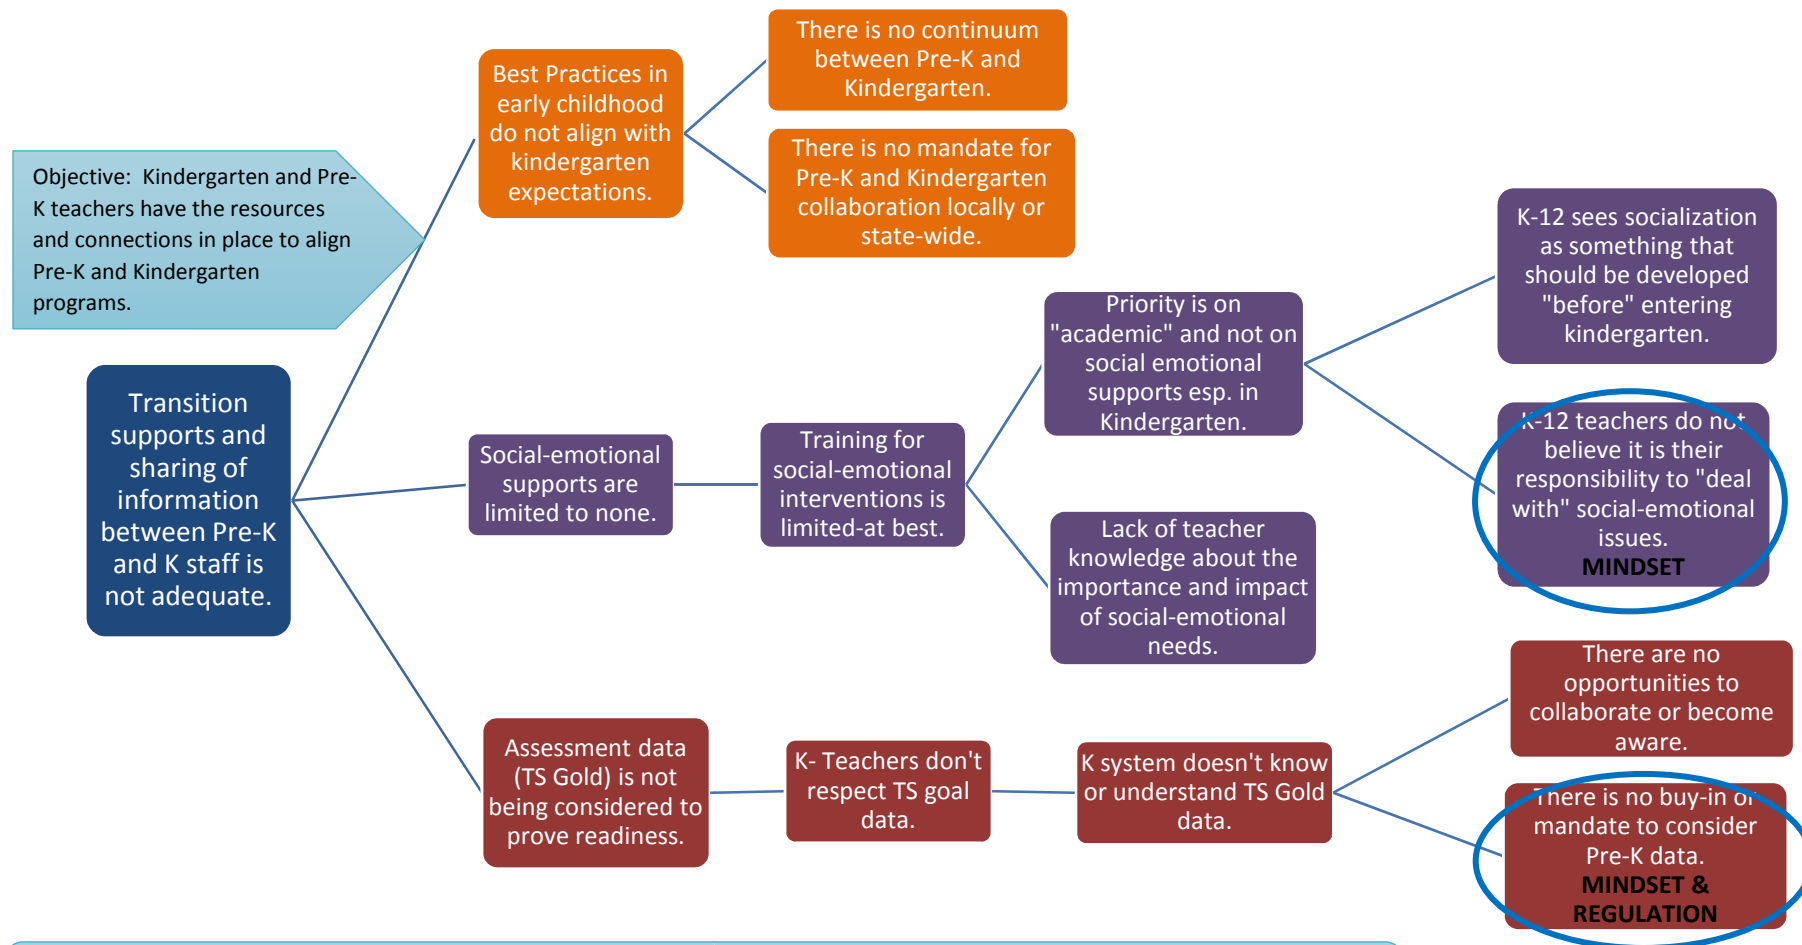 Objective:  Kindergarten and Pre-
K teachers have the resources
and connections in place to align
Pre-K and Kindergarten
programs.
Transition
supports and
sharing of
information
between Pre-K
and K staff is
not adequate.
Best Practices in
early childhood
do not align with
kindergarten
expectations.
There is no continuum
between Pre-K and
Kindergarten.
There is no mandate for
Pre-K and Kindergarten
collaboration locally or
state-wide.
Social-emotional
supports are
limited to none.
Training for
social-emotional
interventions is
limited-at best.
Priority is on
"academic" and not on
social emotional
supports esp. in
Kindergarten.
K-12 sees socialization
as something that
should be developed
"before" entering
kindergarten.
K-12 teachers do not
believe it is their
responsibility to "deal
with" social-emotional
issues.
MINDSET
Lack of teacher
knowledge about the
importance and impact
of social-emotional
needs.
Assessment data
(TS Gold) is not
being considered to
prove readiness.
K- Teachers don't
respect TS goal
data.
K system doesn't know
or understand TS Gold
data.
There are no
opportunities to
collaborate or become
aware.
There is no buy-in or
mandate to consider
Pre-K data.
MINDSET &
REGULATION